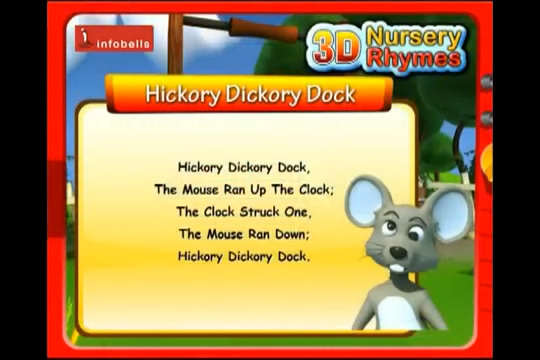 infobells
3D Nursery
Rhymes
Hickory Dickory Dock
Hickory Dickory Dock,
The Mouse Ran Up The Clock;
The Clock Struck One,
The Mouse Ran Down;
Hickory Dickory Dock.